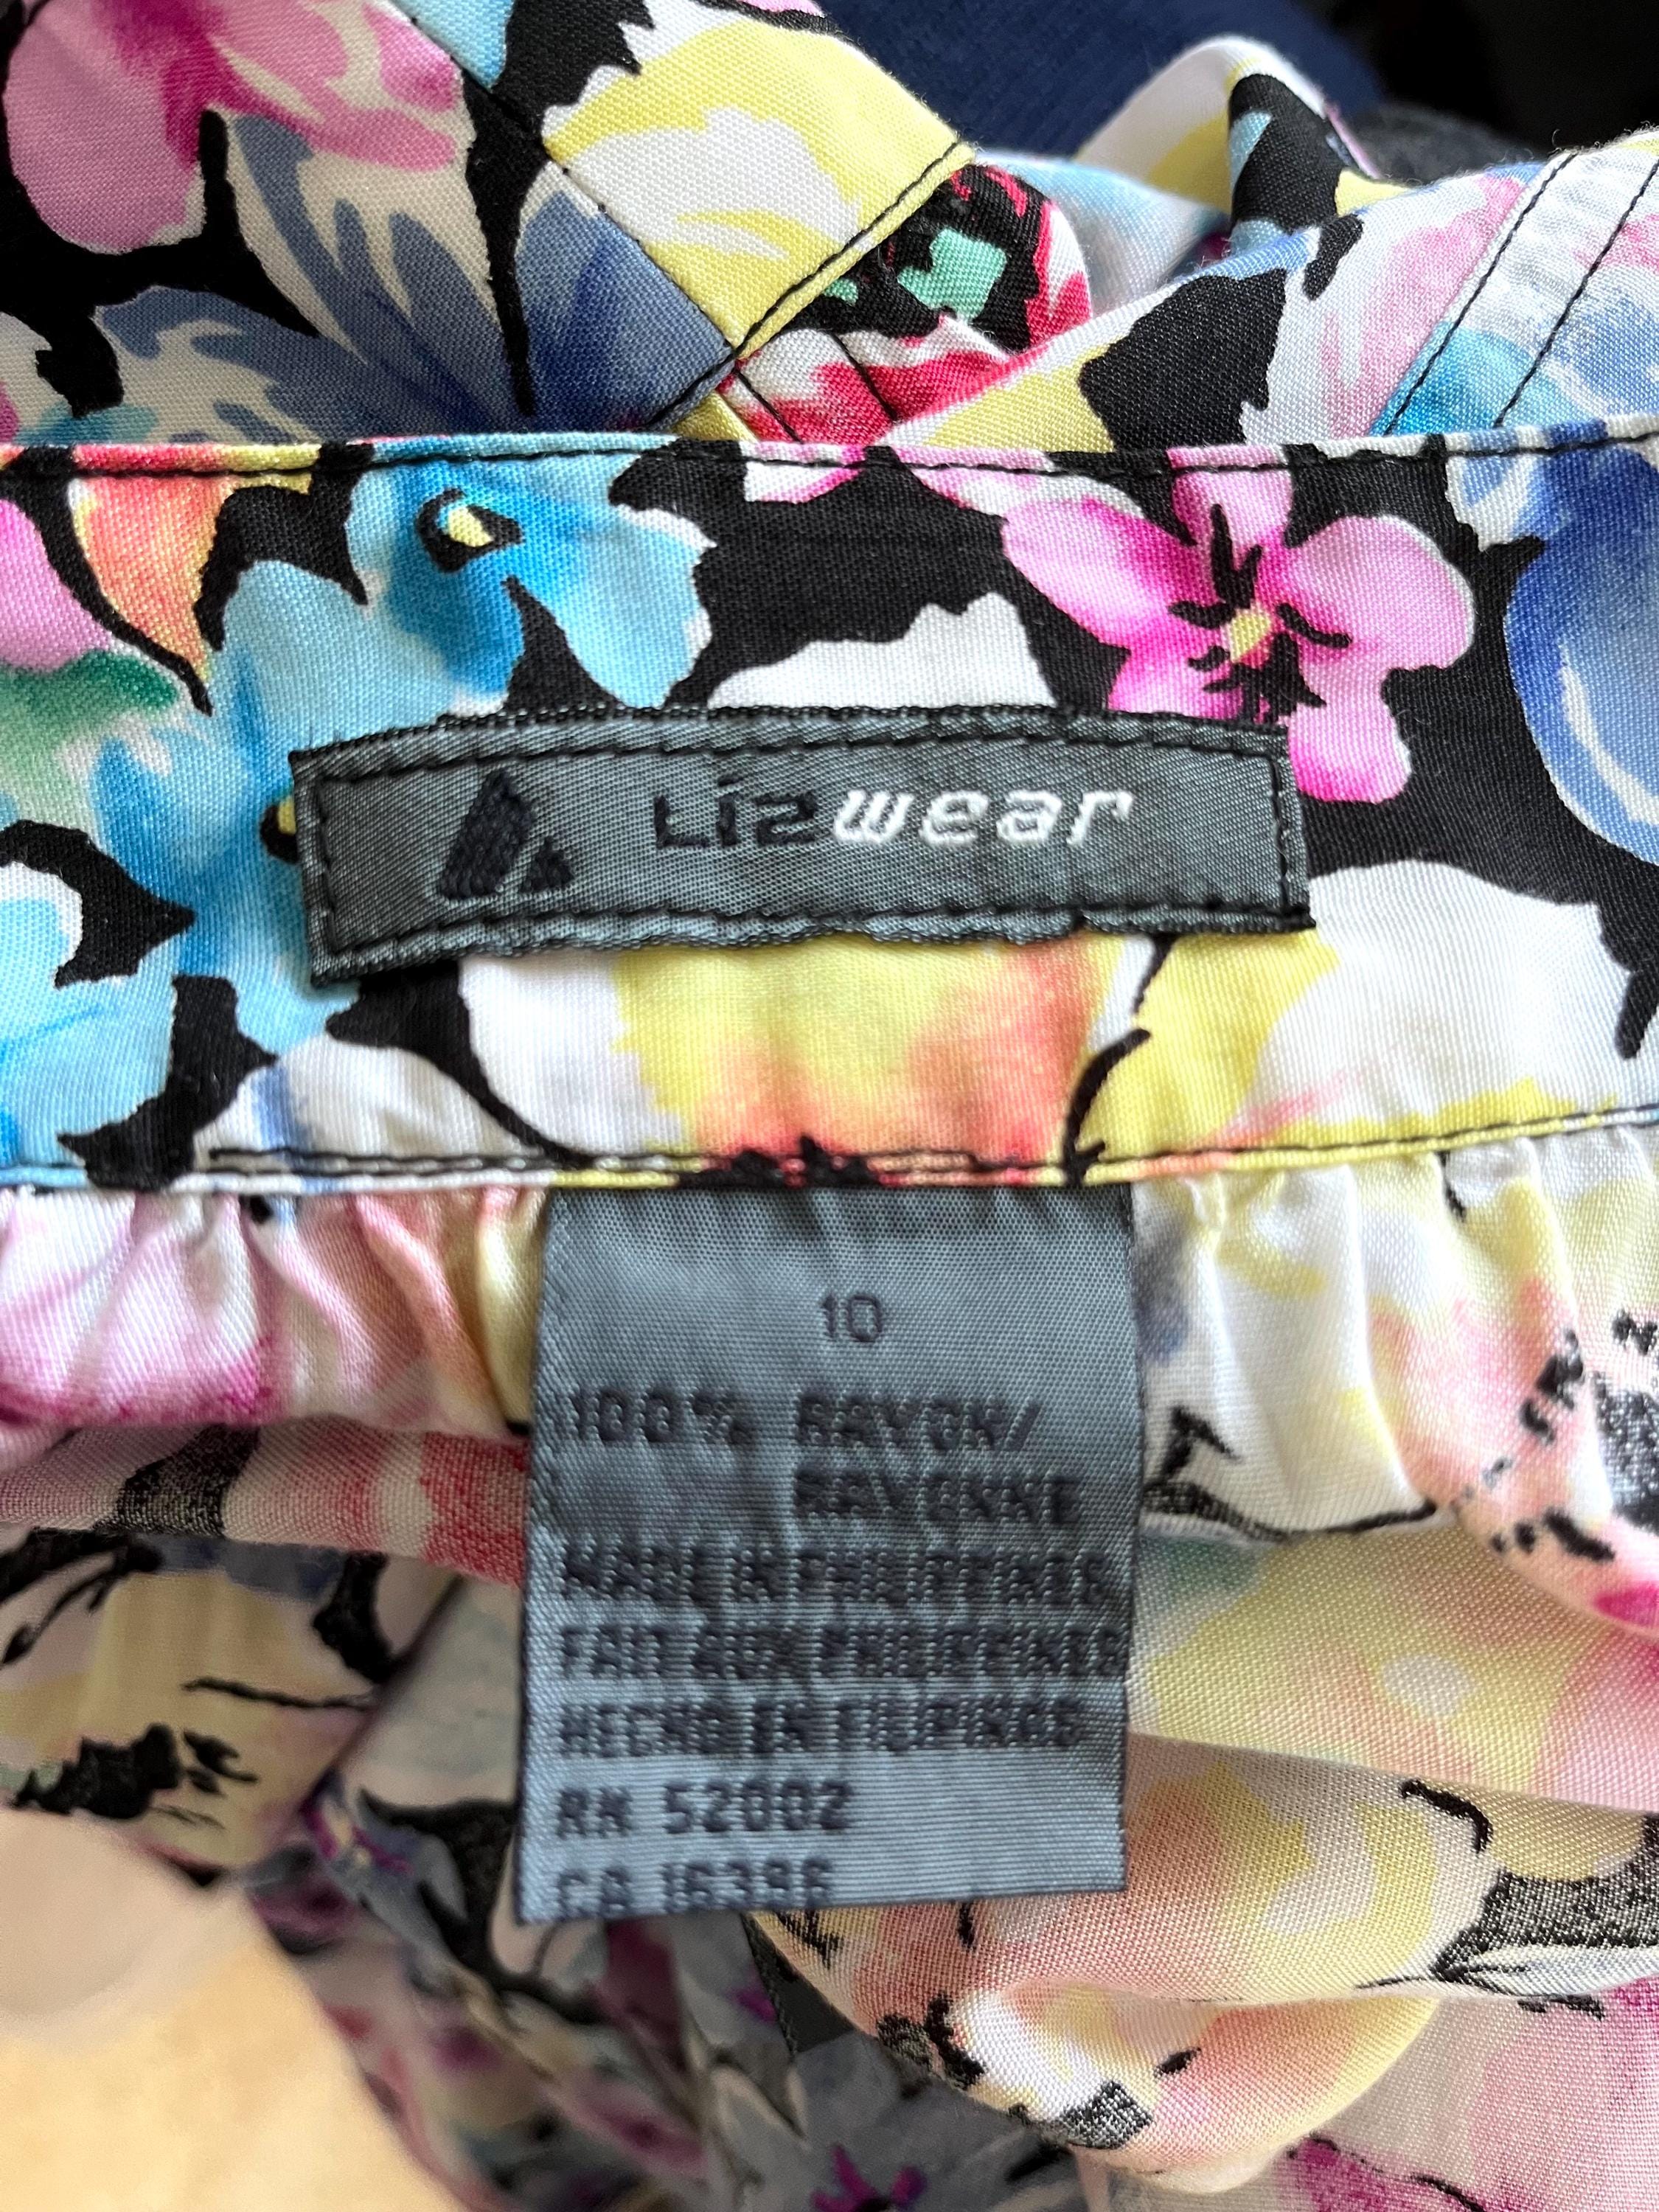 Lizwear
10
100% RAYON/
RAYONNE
MADE IN PHILIPPINES
FAIT AUX PHILIPPINES
HECHO EN FILIPINAS
RN 52002
CA 16396